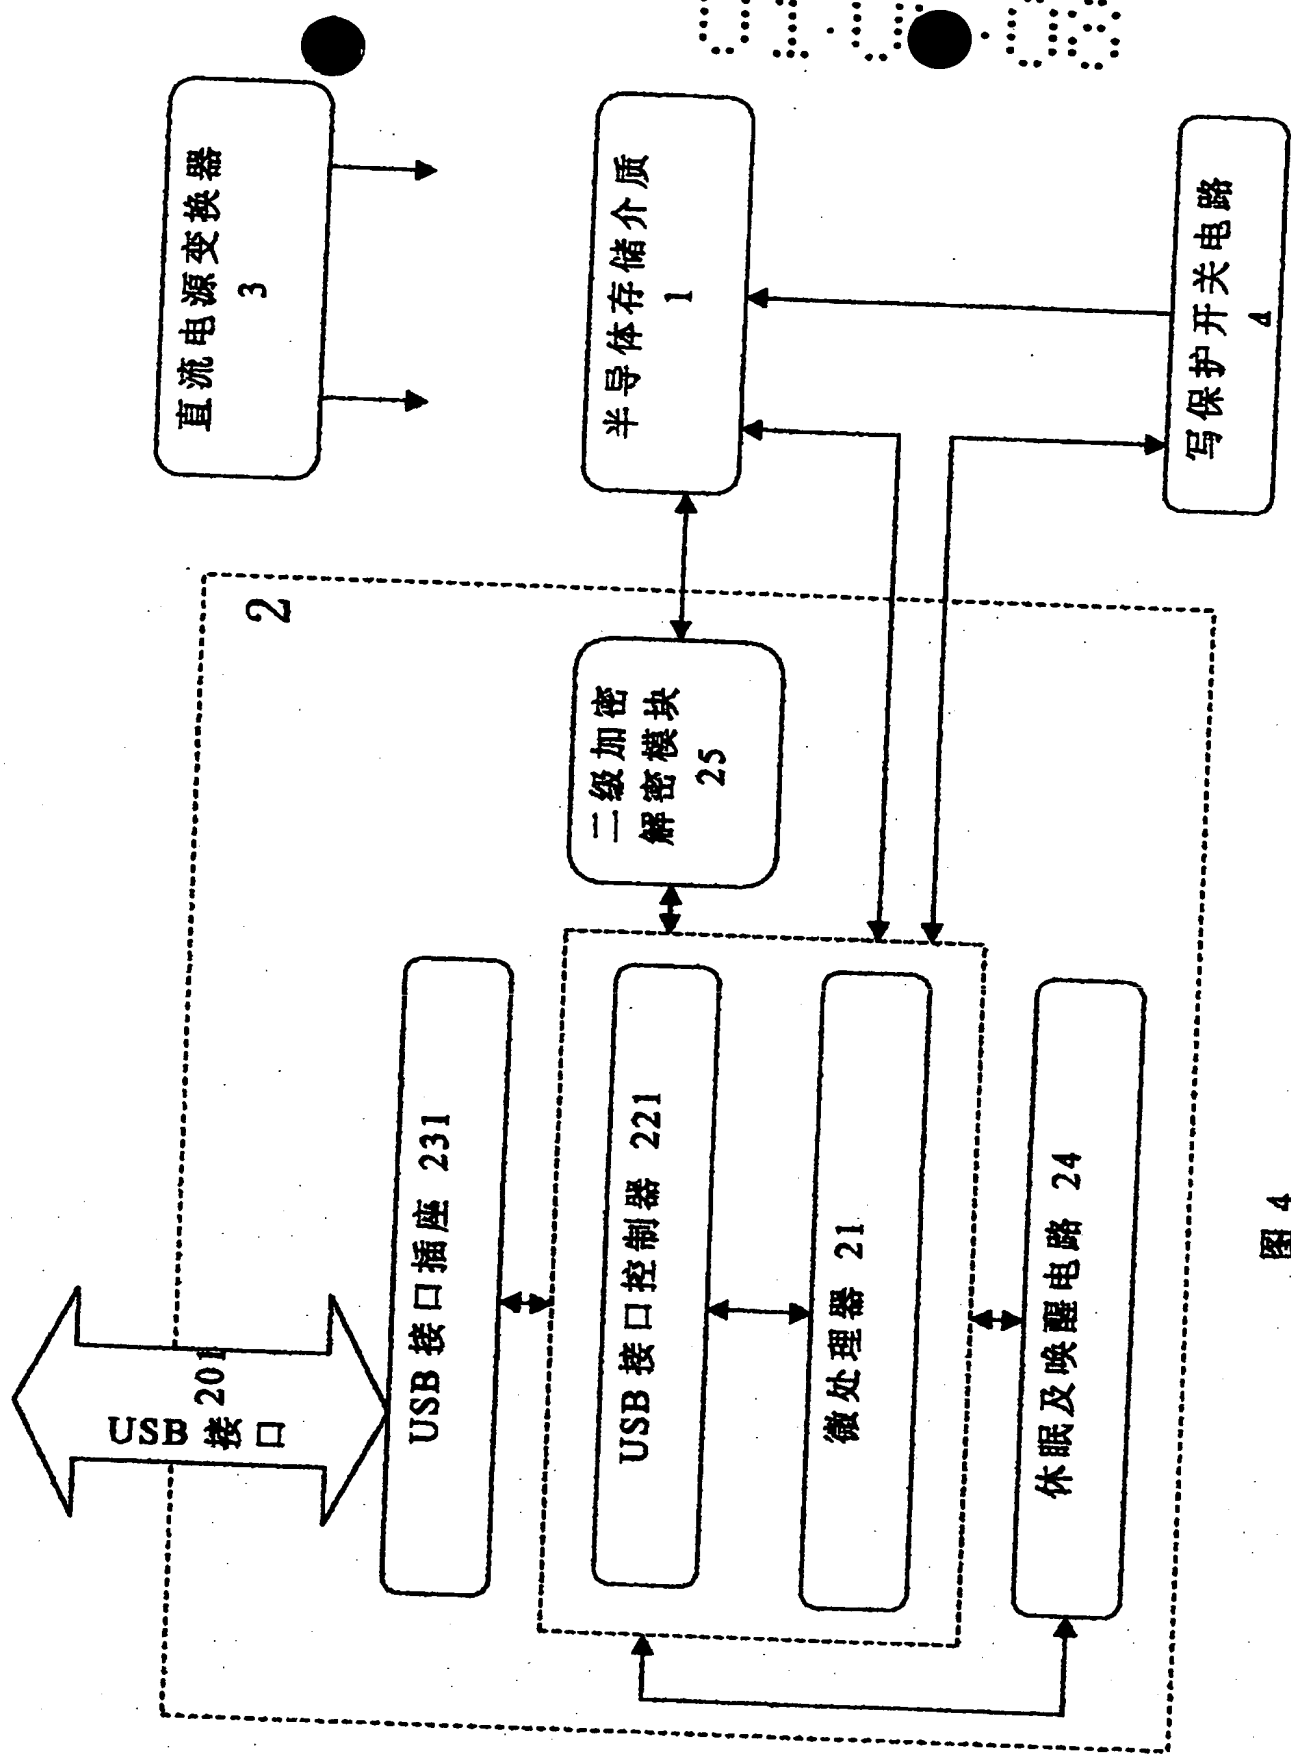 USB 接口
201
2
USB 接口插座 231
USB 接口控制器 221
微处理器 21
休眠及唤醒电路 24
二级加密
解密模块
25
直流电源变换器
3
半导体存储介质
1
写保护开关电路
4
图 4